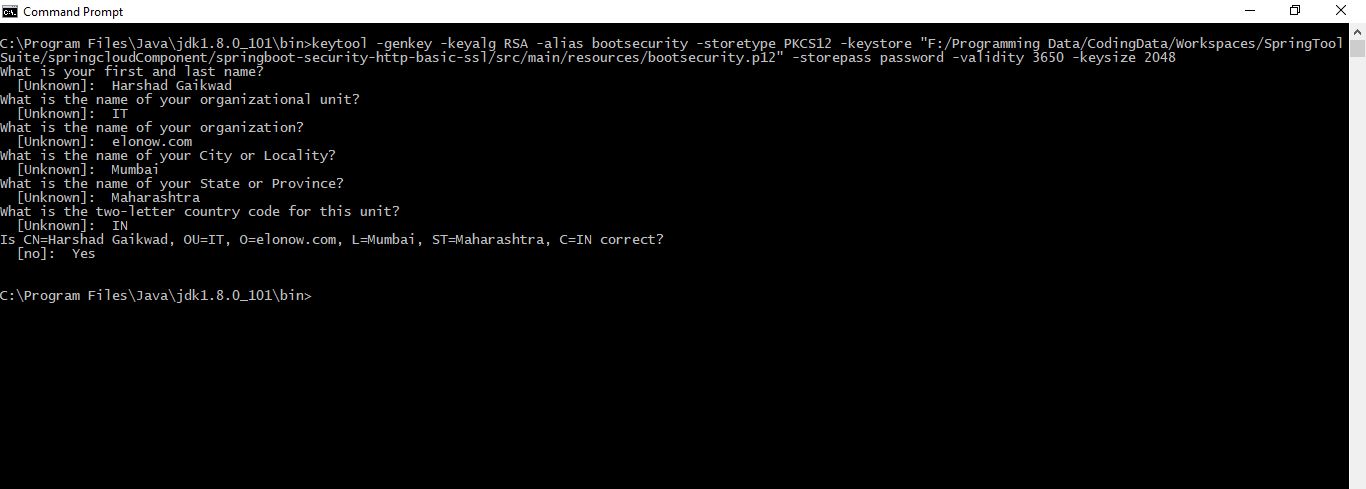 Command Prompt
C:\Program Files\Java\jdk1.8.0_101\bin>keytool -genkey -keyalg RSA -alias bootsecurity -storetype PKCS12 -keystore "F:/Programming Data/CodingData/Workspaces/SpringTool
Suite/springcloudComponent/springboot-security-http-basic-ssl/src/main/resources/bootsecurity.p12" -storepass password -validity 3650 -keysize 2048
What is your first and last name?
[Unknown]:  Harshad Gaikwad
What is the name of your organizational unit?
[Unknown]:  IT
What is the name of your organization?
[Unknown]:  elonow.com
What is the name of your City or Locality?
[Unknown]:  Mumbai
What is the name of your State or Province?
[Unknown]:  Maharashtra
What is the two-letter country code for this unit?
[Unknown]:  IN
Is CN=Harshad Gaikwad, OU=IT, O=elonow.com, L=Mumbai, ST=Maharashtra, C=IN correct?
[no]:  Yes
C:\Program Files\Java\jdk1.8.0_101\bin>